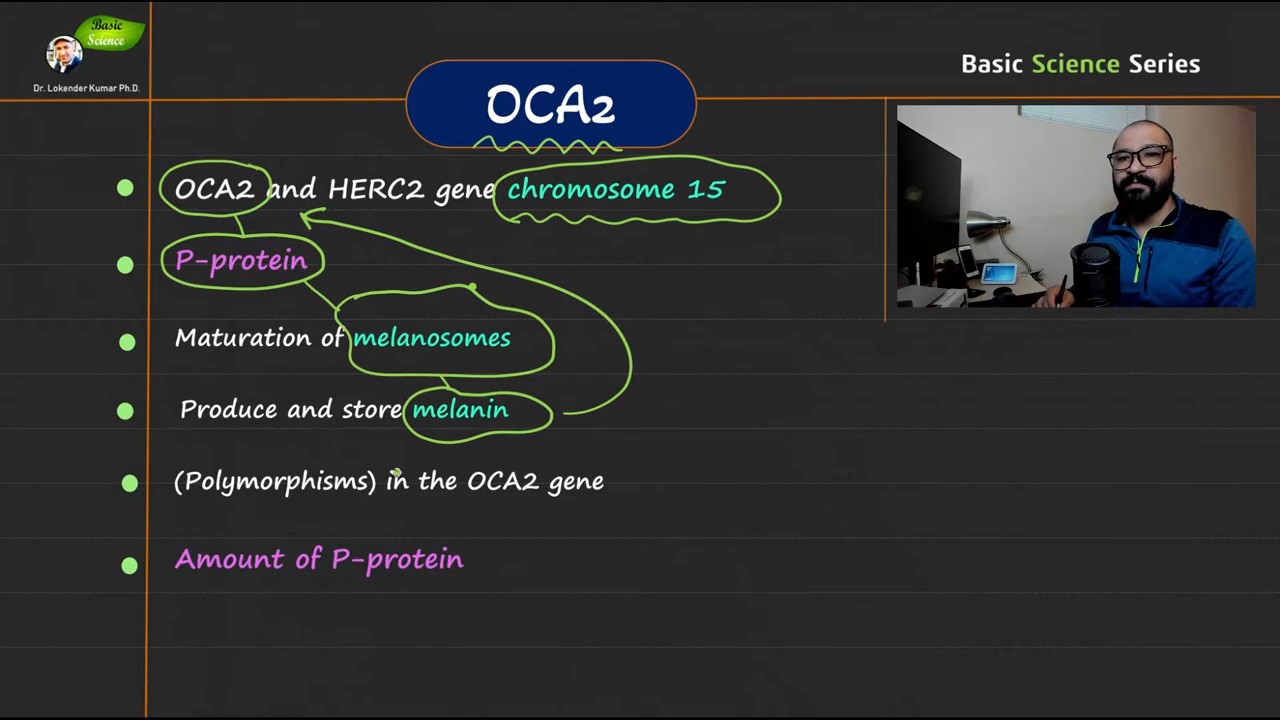 Basic
Science
Dr. Lokender Kumar Ph.D.
Basic Science Series
OCA2
OCA2 and HERC2 gene chromosome 15
P-protein
Maturation of melanosomes
Produce and store melanin
(Polymorphisms) in the OCA2 gene
Amount of P-protein